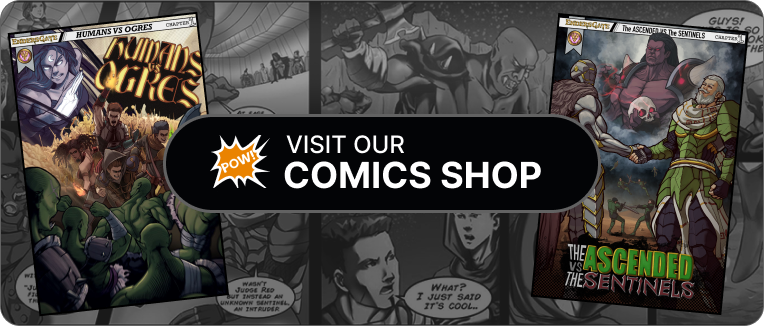 ENDERSGATE
HUMANS VS OGRES
CHAPTER
HUMANS
VS
OGRES
POW!
VISIT OUR
COMICS SHOP
ENDERSGATE
The ASCENDED VS The SENTINELS
CHAPTER
THE ASCENDED
VS
THE SENTINELS
GUYS!
WASN'T
JUDGE RED
BUT INSTEAD AN
UNKNOWN SENTINEL,
AN INTRUDER
WHAT?
I JUST SAID
IT'S COOL..